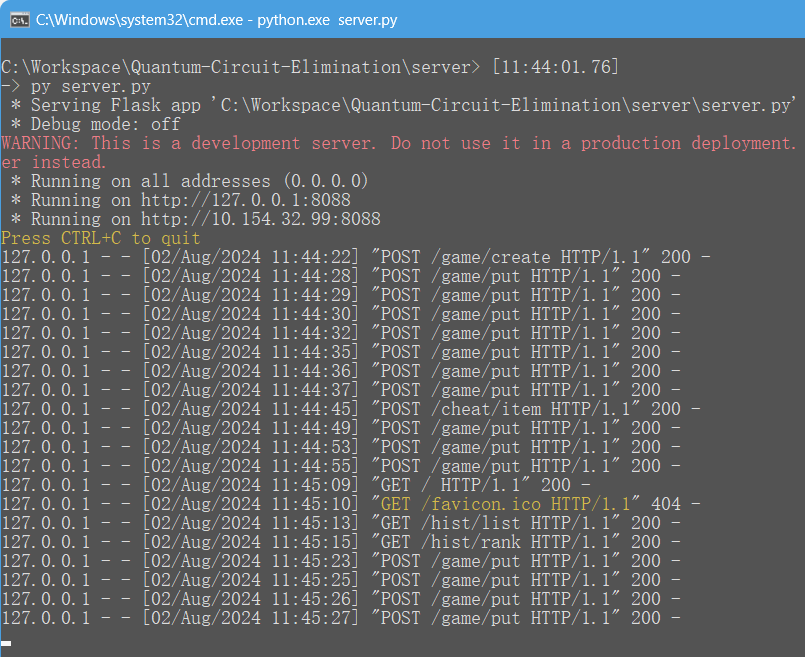 C:\Windows\system32\cmd.exe - python.exe  server.py
C:\Workspace\Quantum-Circuit-Elimination\server> [11:44:01.76]
-> py server.py
 * Serving Flask app 'C:\Workspace\Quantum-Circuit-Elimination\server\server.py'
 * Debug mode: off
WARNING: This is a development server. Do not use it in a production deployment.
er instead.
 * Running on all addresses (0.0.0.0)
 * Running on http://127.0.0.1:8088
 * Running on http://10.154.32.99:8088
Press CTRL+C to quit
127.0.0.1 - - [02/Aug/2024 11:44:22] "POST /game/create HTTP/1.1" 200 -
127.0.0.1 - - [02/Aug/2024 11:44:28] "POST /game/put HTTP/1.1" 200 -
127.0.0.1 - - [02/Aug/2024 11:44:29] "POST /game/put HTTP/1.1" 200 -
127.0.0.1 - - [02/Aug/2024 11:44:30] "POST /game/put HTTP/1.1" 200 -
127.0.0.1 - - [02/Aug/2024 11:44:32] "POST /game/put HTTP/1.1" 200 -
127.0.0.1 - - [02/Aug/2024 11:44:35] "POST /game/put HTTP/1.1" 200 -
127.0.0.1 - - [02/Aug/2024 11:44:36] "POST /game/put HTTP/1.1" 200 -
127.0.0.1 - - [02/Aug/2024 11:44:37] "POST /game/put HTTP/1.1" 200 -
127.0.0.1 - - [02/Aug/2024 11:44:45] "POST /cheat/item HTTP/1.1" 200 -
127.0.0.1 - - [02/Aug/2024 11:44:49] "POST /game/put HTTP/1.1" 200 -
127.0.0.1 - - [02/Aug/2024 11:44:53] "POST /game/put HTTP/1.1" 200 -
127.0.0.1 - - [02/Aug/2024 11:44:55] "POST /game/put HTTP/1.1" 200 -
127.0.0.1 - - [02/Aug/2024 11:45:09] "GET / HTTP/1.1" 200 -
127.0.0.1 - - [02/Aug/2024 11:45:10] "GET /favicon.ico HTTP/1.1" 404 -
127.0.0.1 - - [02/Aug/2024 11:45:13] "GET /hist/list HTTP/1.1" 200 -
127.0.0.1 - - [02/Aug/2024 11:45:15] "GET /hist/rank HTTP/1.1" 200 -
127.0.0.1 - - [02/Aug/2024 11:45:23] "POST /game/put HTTP/1.1" 200 -
127.0.0.1 - - [02/Aug/2024 11:45:25] "POST /game/put HTTP/1.1" 200 -
127.0.0.1 - - [02/Aug/2024 11:45:26] "POST /game/put HTTP/1.1" 200 -
127.0.0.1 - - [02/Aug/2024 11:45:27] "POST /game/put HTTP/1.1" 200 -